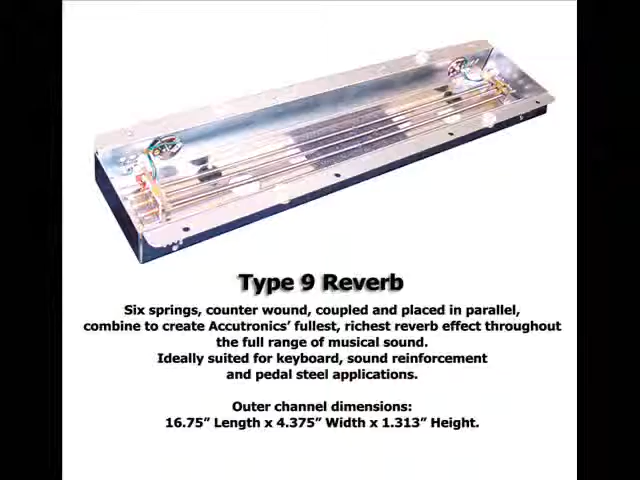 Type 9 Reverb
Six springs, counter wound, coupled and placed in parallel,
combine to create Accutronics’ fullest, richest reverb effect throughout
the full range of musical sound.
Ideally suited for keyboard, sound reinforcement
and pedal steel applications.
Outer channel dimensions:
16.75” Length x 4.375” Width x 1.313” Height.